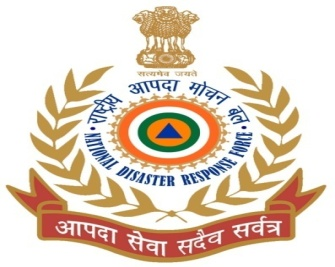 सत्यमेव जयते
राष्ट्रीय आपदा मोचन बल
• NATIONAL DISASTER RESPONSE FORCE •
आपदा सेवा सदैव सर्वत्र